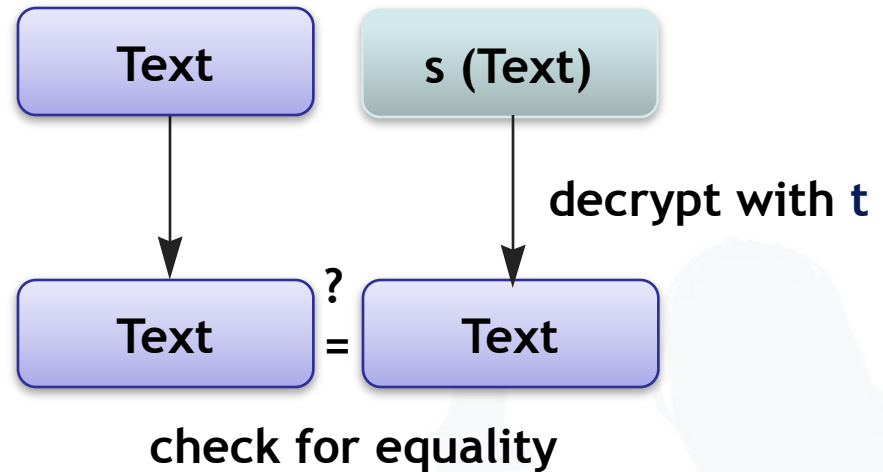 Text
s (Text)
decrypt with t
?
Text
=
Text
check for equality